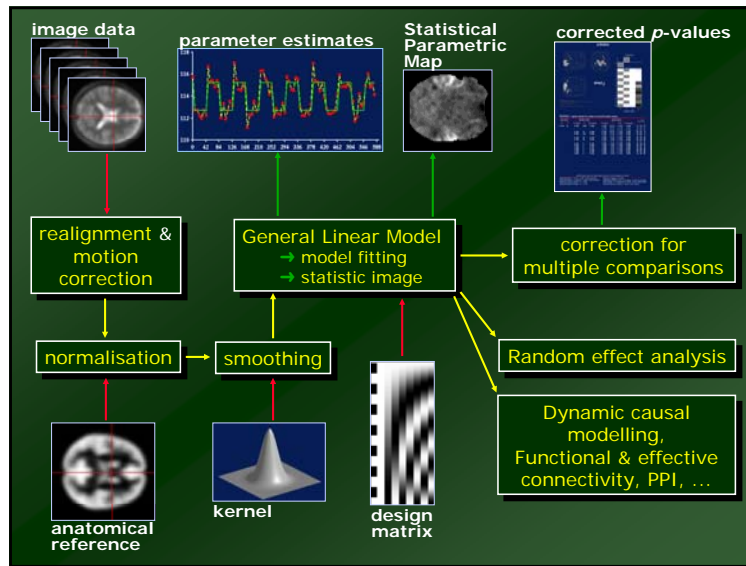 image data
parameter estimates
Statistical
Parametric
Map
corrected p-values
realignment &
motion
correction
General Linear Model
→ model fitting
→ statistic image
correction for
multiple comparisons
normalisation
smoothing
Random effect analysis
Dynamic causal
modelling,
Functional & effective
connectivity, PPI, ...
anatomical
reference
kernel
design
matrix